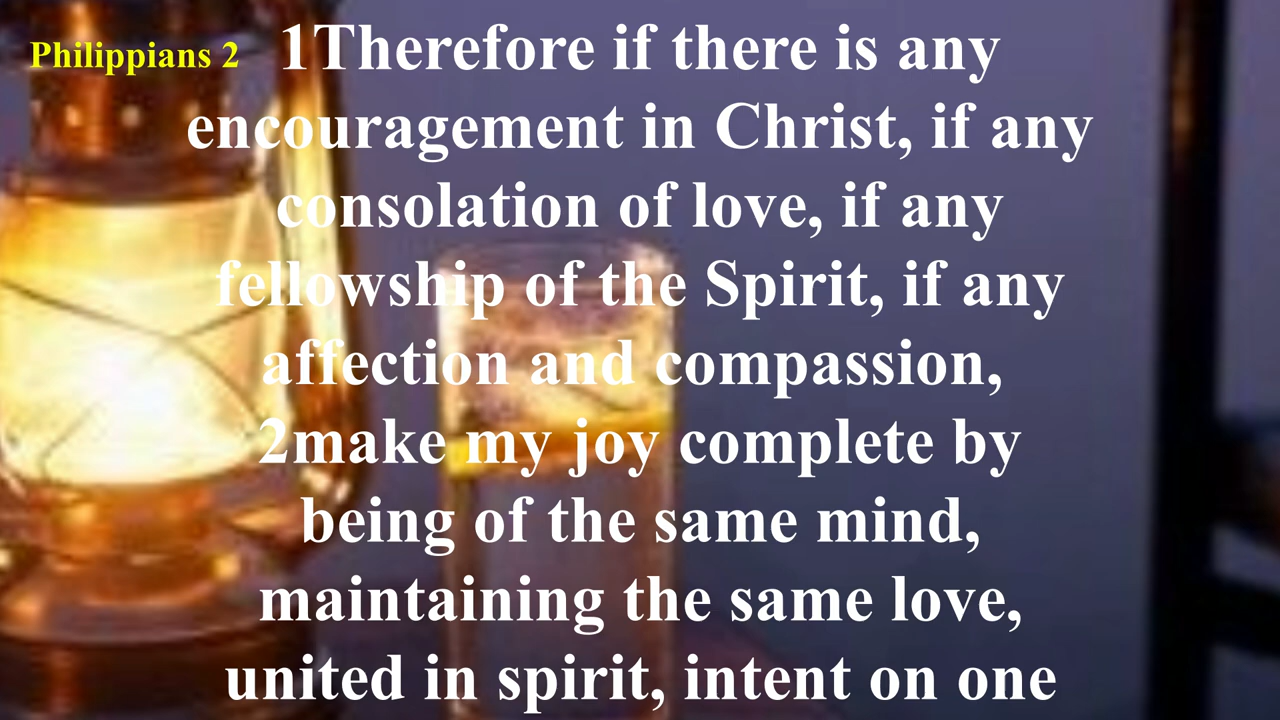 Philippians 2
1Therefore if there is any
encouragement in Christ, if any
consolation of love, if any
fellowship of the Spirit, if any
affection and compassion,
2make my joy complete by
being of the same mind,
maintaining the same love,
united in spirit, intent on one